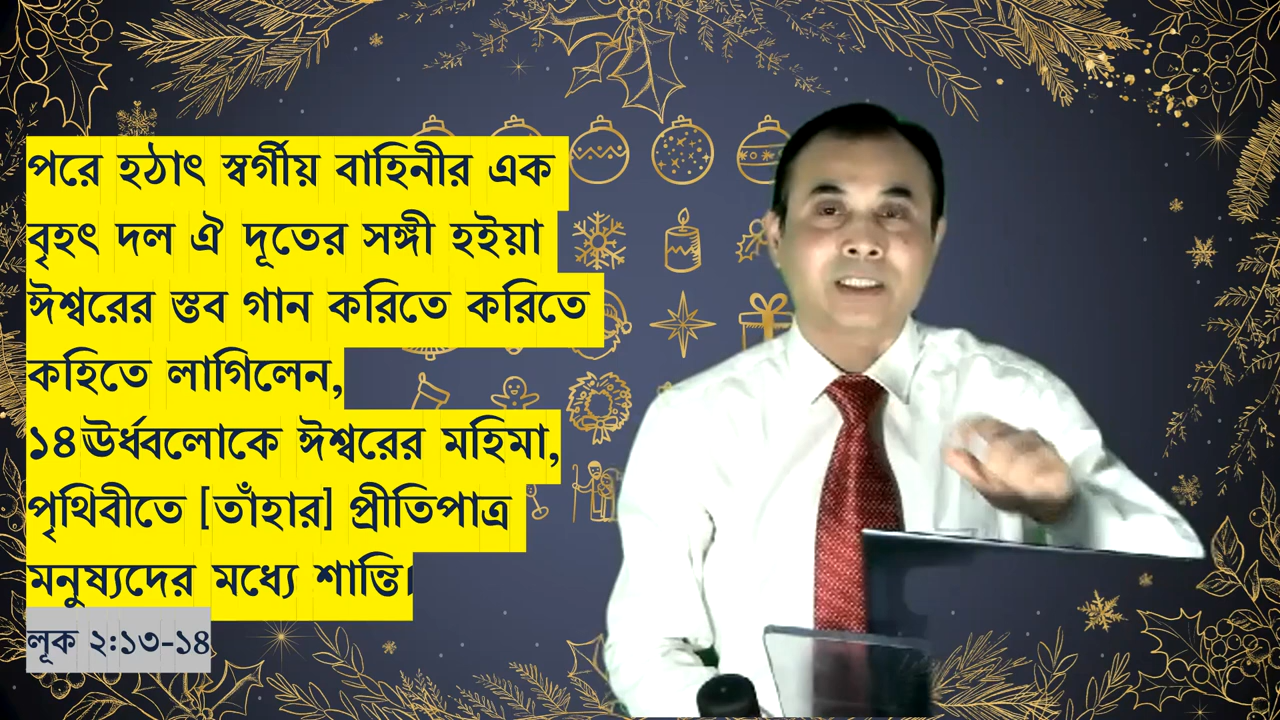 পরে হঠাৎ স্বর্গীয় বাহিনীর এক
বৃহৎ দল ঐ দূতের সঙ্গী হইয়া
ঈশ্বরের স্তব গান করিতে করিতে
কহিতে লাগিলেন,
১৪ঊর্ধ্বলোকে ঈশ্বরের মহিমা,
পৃথিবীতে [তাঁহার] প্রীতিপাত্র
মনুষ্যদের মধ্যে শান্তি।
লূক ২:১৩-১৪